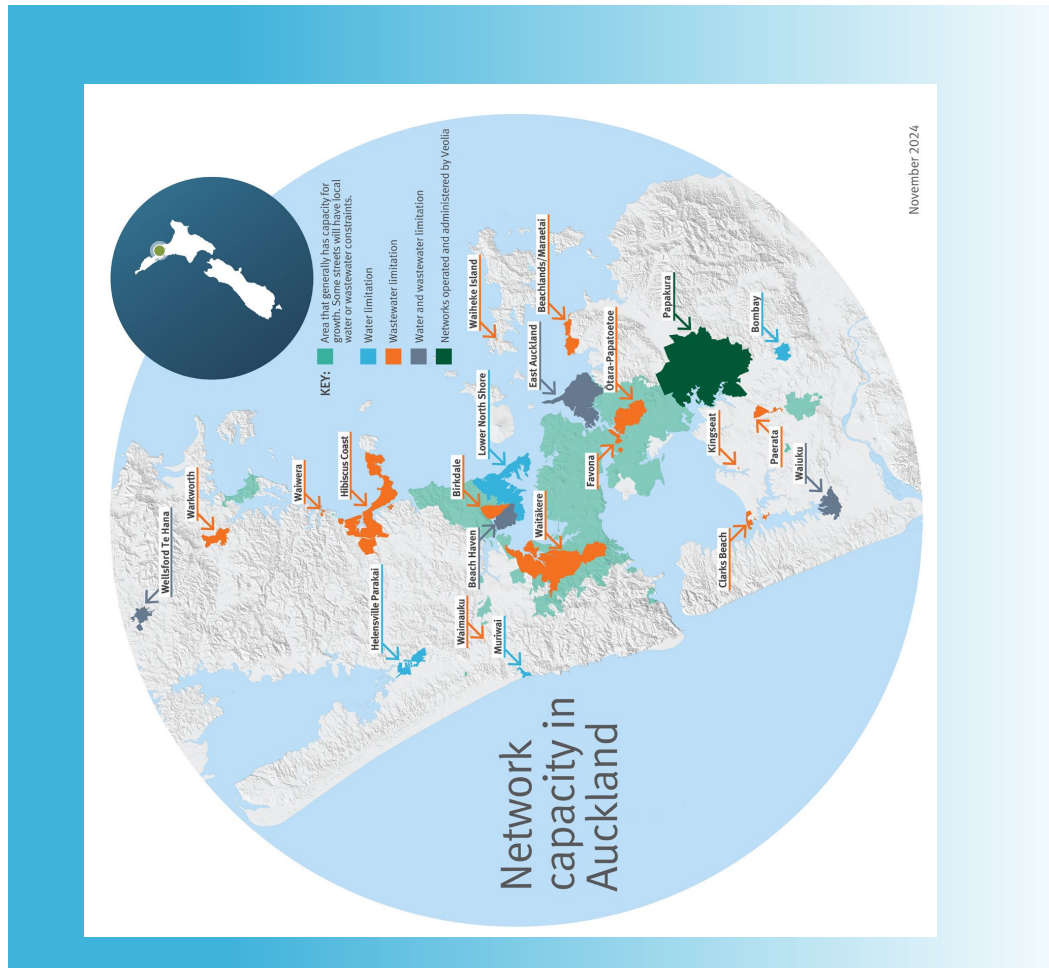 Network
capacity in
Auckland
KEY:
Area that generally has capacity for
growth. Some streets will have local
water or wastewater constraints.
Water limitation
Wastewater limitation
Water and wastewater limitation
Networks operated and administered by Veolia
Wellsford Te Hana
Warkworth
Waiwera
Hibiscus Coast
Helensville Parakai
Waimauku
Muriwai
Beach Haven
Birkdale
Lower North Shore
Waitākere
Waiheke Island
East Auckland
Beachlands/Maraetai
Favona
Ōtara-Papatoetoe
Papakura
Bombay
Kingseat
Paerata
Clarks Beach
Waiuku
November 2024